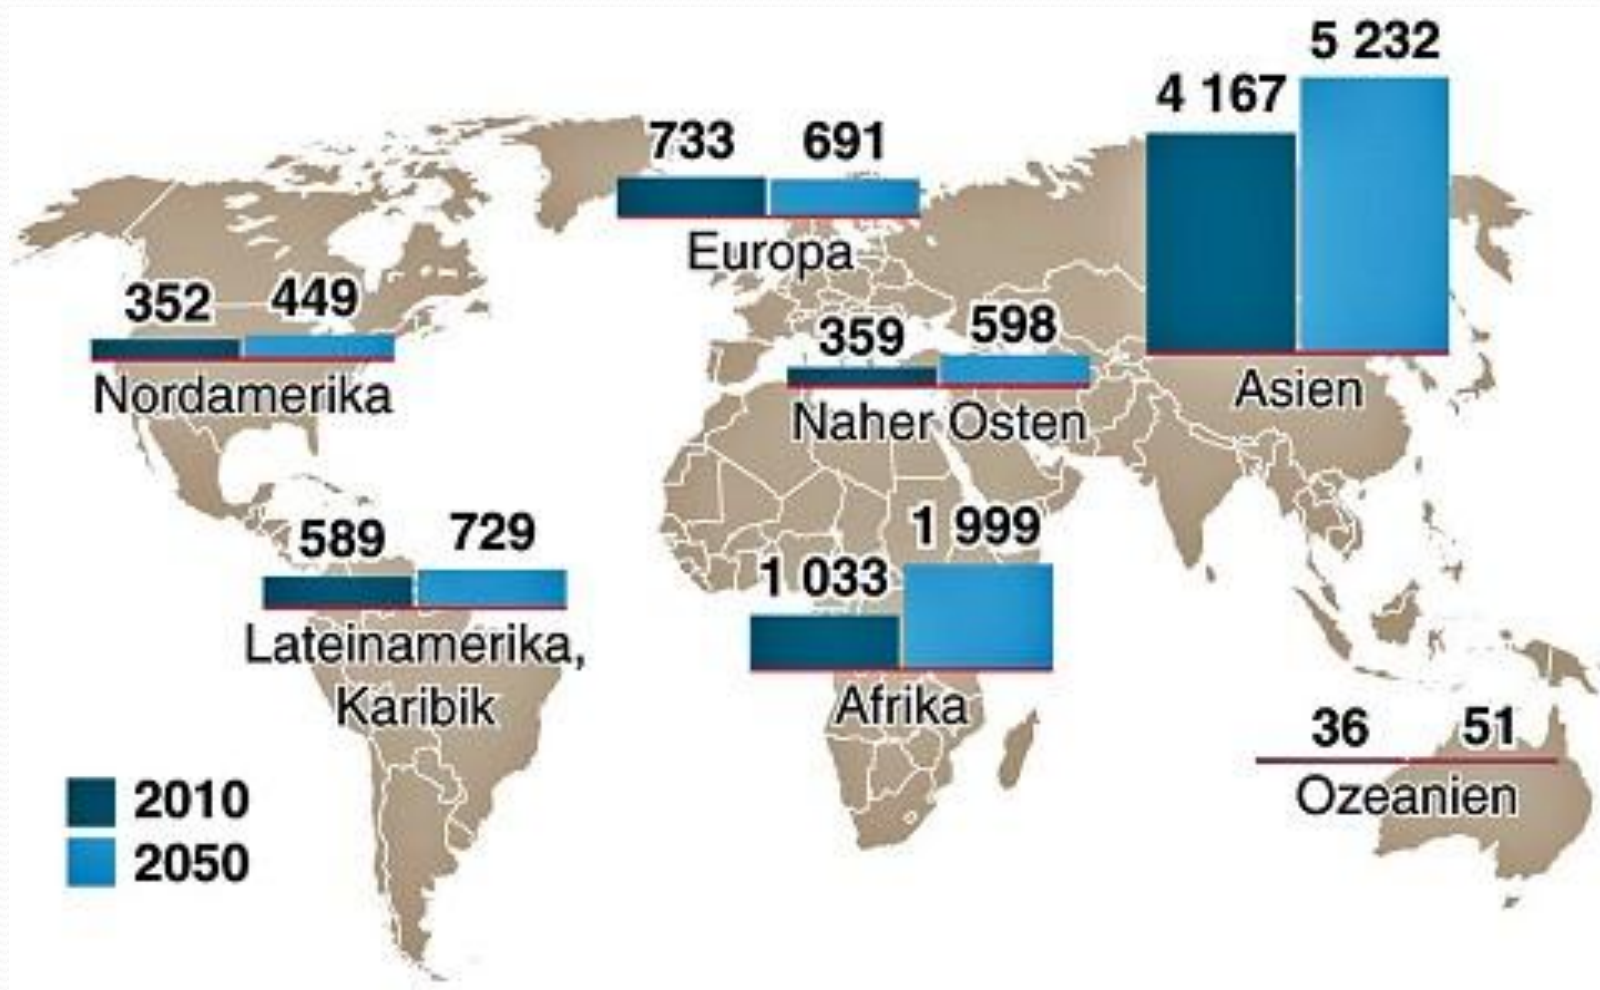 5 232
4 167
733 691
Europa
352 449
Nordamerika
359 598
Naher Osten
Asien
589 729
Lateinamerika,
Karibik
1 999
1 033
Afrika
36 51
Ozeanien
2010
2050